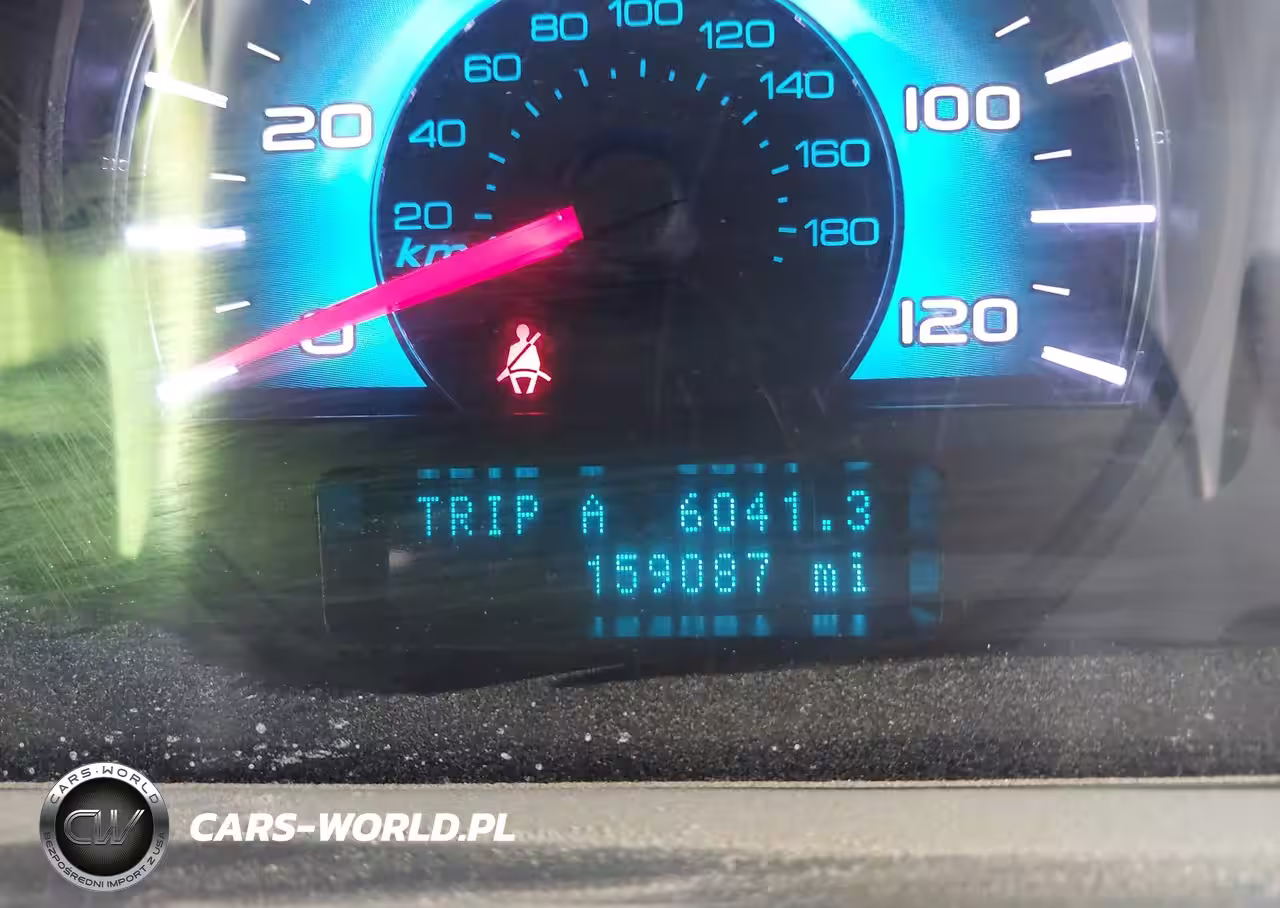 80 100 120
60 140
20 100
40 160
20 180
km
0 120
TRIP A 6041.3
159087 mi
CARS-WORLD
CW
BEZPOŚREDNI IMPORT Z USA
CARS-WORLD.PL